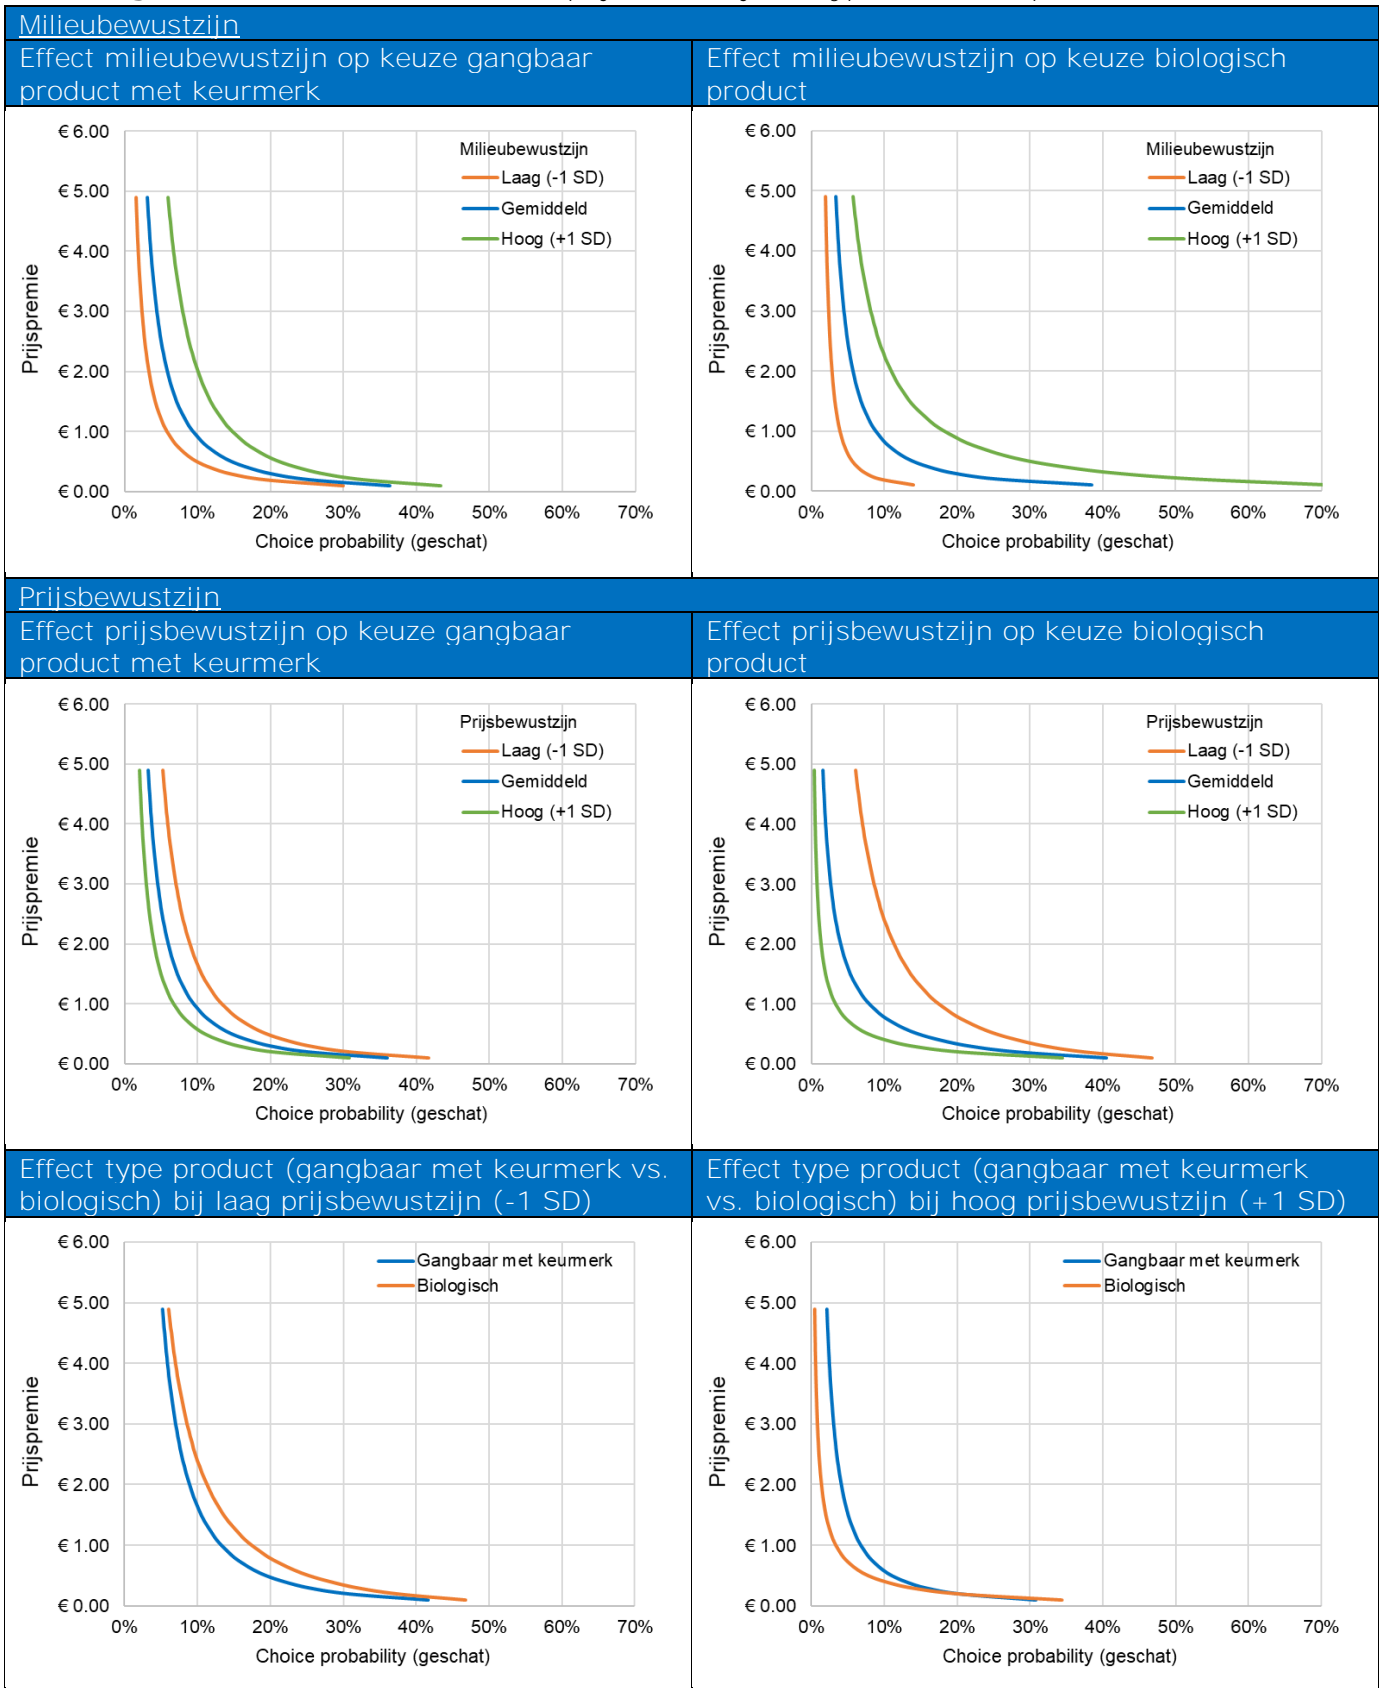 Milieubewustzijn
Effect milieubewustzijn op keuze gangbaar
product met keurmerk
Effect milieubewustzijn op keuze biologisch
product
€ 6.00
€ 5.00
€ 4.00
€ 3.00
€ 2.00
€ 1.00
€ 0.00
Prijspremie
Milieubewustzijn
Laag (-1 SD)
Gemiddeld
Hoog (+1 SD)
0% 10% 20% 30% 40% 50% 60% 70%
Choice probability (geschat)
€ 6.00
€ 5.00
€ 4.00
€ 3.00
€ 2.00
€ 1.00
€ 0.00
Prijspremie
Milieubewustzijn
Laag (-1 SD)
Gemiddeld
Hoog (+1 SD)
0% 10% 20% 30% 40% 50% 60% 70%
Choice probability (geschat)
Prijsbewustzijn
Effect prijsbewustzijn op keuze gangbaar
product met keurmerk
Effect prijsbewustzijn op keuze biologisch
product
€ 6.00
€ 5.00
€ 4.00
€ 3.00
€ 2.00
€ 1.00
€ 0.00
Prijspremie
Prijsbewustzijn
Laag (-1 SD)
Gemiddeld
Hoog (+1 SD)
0% 10% 20% 30% 40% 50% 60% 70%
Choice probability (geschat)
€ 6.00
€ 5.00
€ 4.00
€ 3.00
€ 2.00
€ 1.00
€ 0.00
Prijspremie
Prijsbewustzijn
Laag (-1 SD)
Gemiddeld
Hoog (+1 SD)
0% 10% 20% 30% 40% 50% 60% 70%
Choice probability (geschat)
Effect type product (gangbaar met keurmerk vs.
biologisch) bij laag prijsbewustzijn (-1 SD)
Effect type product (gangbaar met keurmerk
vs. biologisch) bij hoog prijsbewustzijn (+1 SD)
€ 6.00
€ 5.00
€ 4.00
€ 3.00
€ 2.00
€ 1.00
€ 0.00
Prijspremie
Gangbaar met keurmerk
Biologisch
0% 10% 20% 30% 40% 50% 60% 70%
Choice probability (geschat)
€ 6.00
€ 5.00
€ 4.00
€ 3.00
€ 2.00
€ 1.00
€ 0.00
Prijspremie
Gangbaar met keurmerk
Biologisch
0% 10% 20% 30% 40% 50% 60% 70%
Choice probability (geschat)